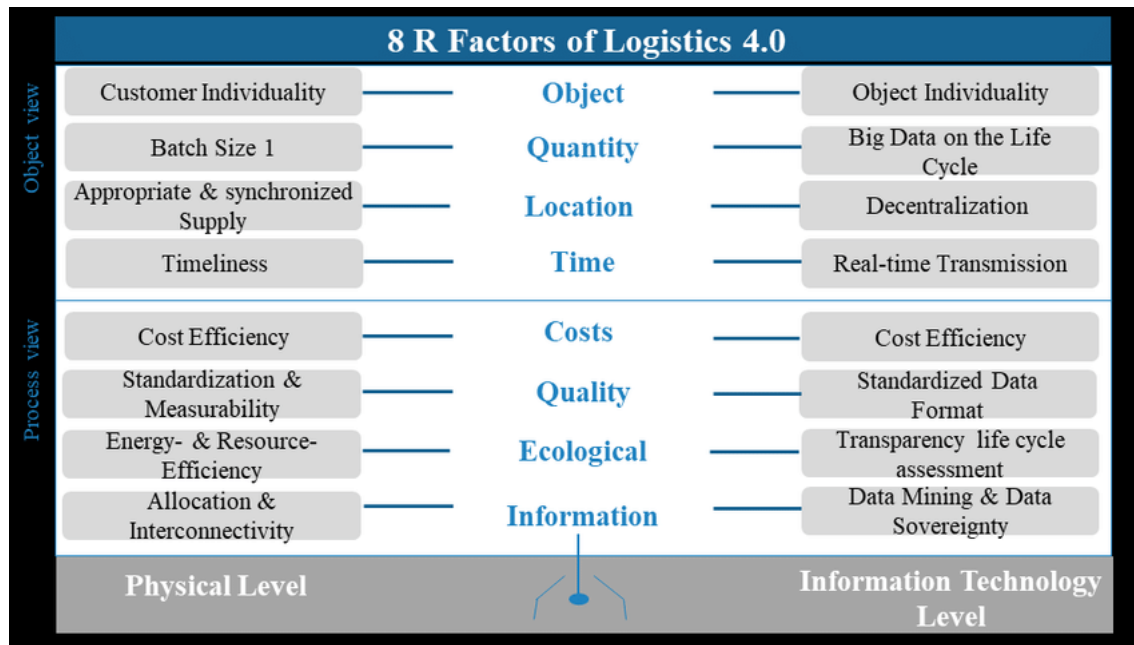 8 R Factors of Logistics 4.0
Object view
Customer Individuality
Object
Object Individuality
Batch Size 1
Quantity
Big Data on the Life
Cycle
Appropriate & synchronized
Supply
Location
Decentralization
Timeliness
Time
Real-time Transmission
Process view
Cost Efficiency
Costs
Cost Efficiency
Standardization &
Measurability
Quality
Standardized Data
Format
Energy- & Resource-
Efficiency
Ecological
Transparency life cycle
assessment
Allocation &
Interconnectivity
Information
Data Mining & Data
Sovereignty
Physical Level
Information Technology
Level